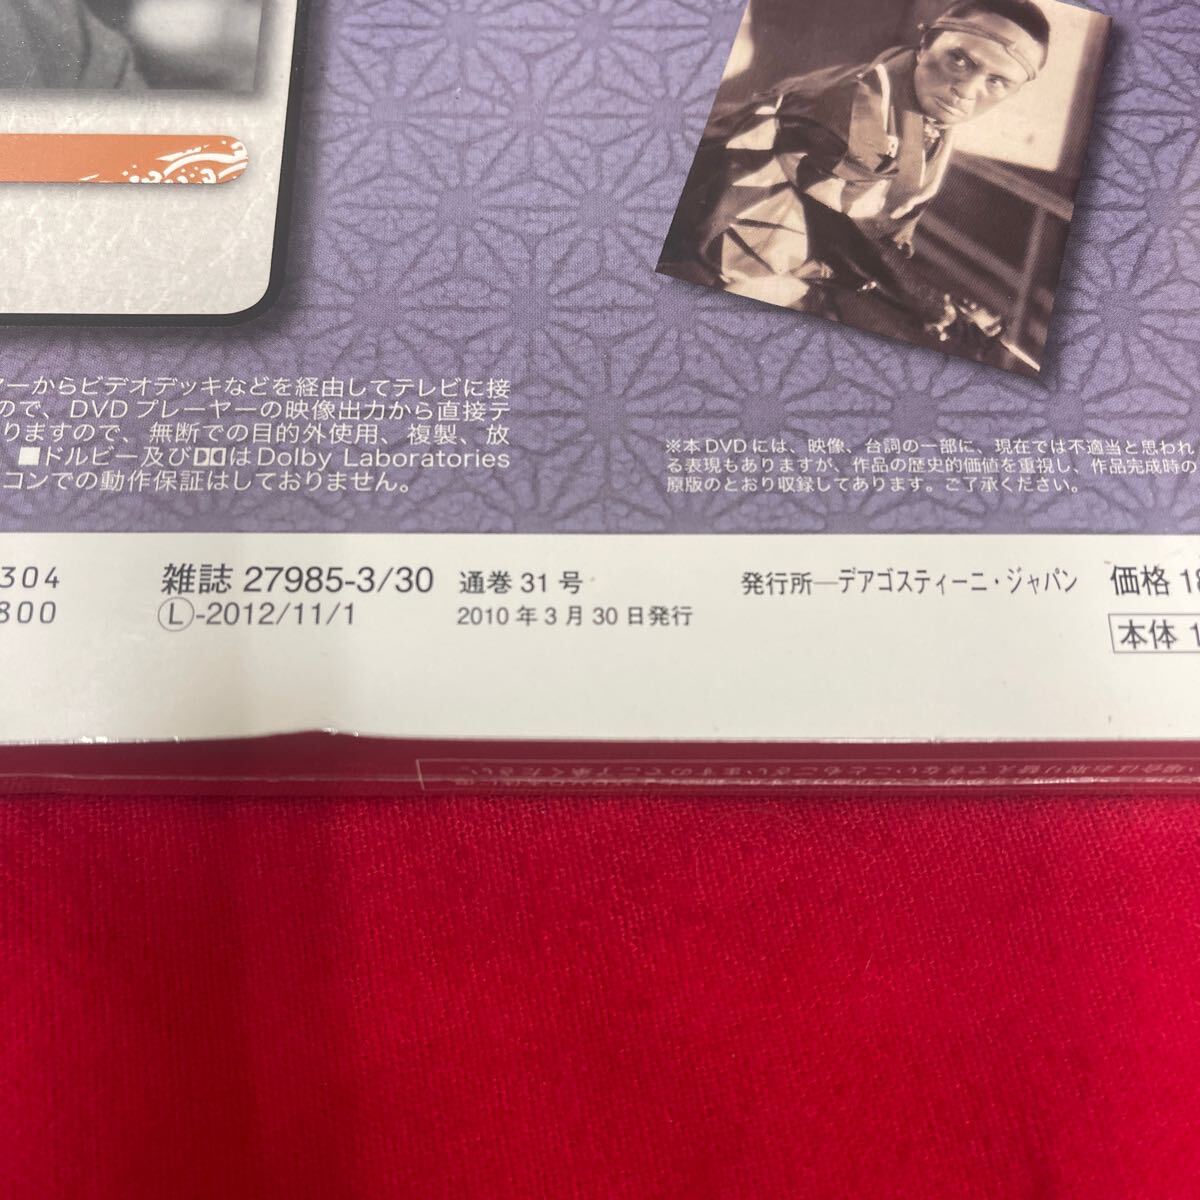 ヤーからビデオデッキなどを経由してテレビに接
ので、DVDプレーヤーの映像出力から直接テ
りますので、無断での目的外使用、複製、放
■ドルビー及びはDolby Laboratories
コンでの動作保証はしておりません。
※本DVDには、映像、台詞の一部に、現在では不適当と思われ
る表現もありますが、作品の歴史的価値を重視し、作品完成時の
原版のとおり収録してあります。ご了承ください。
304
800
雑誌 27985-3/30
Ⓛ-2012/11/1
通巻 31 号
2010 年 3 月 30 日発行
発行所―デアゴスティーニ・ジャパン
価格 18
本体 1